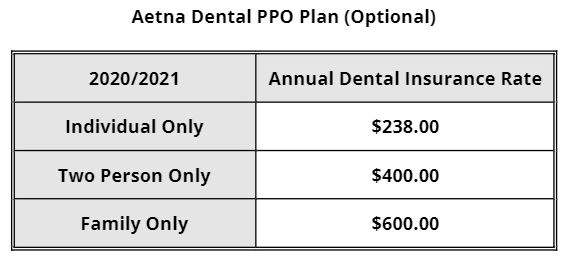 Aetna Dental PPO Plan (Optional)
2020/2021 Annual Dental Insurance Rate
Individual Only $238.00
Two Person Only $400.00
Family Only $600.00